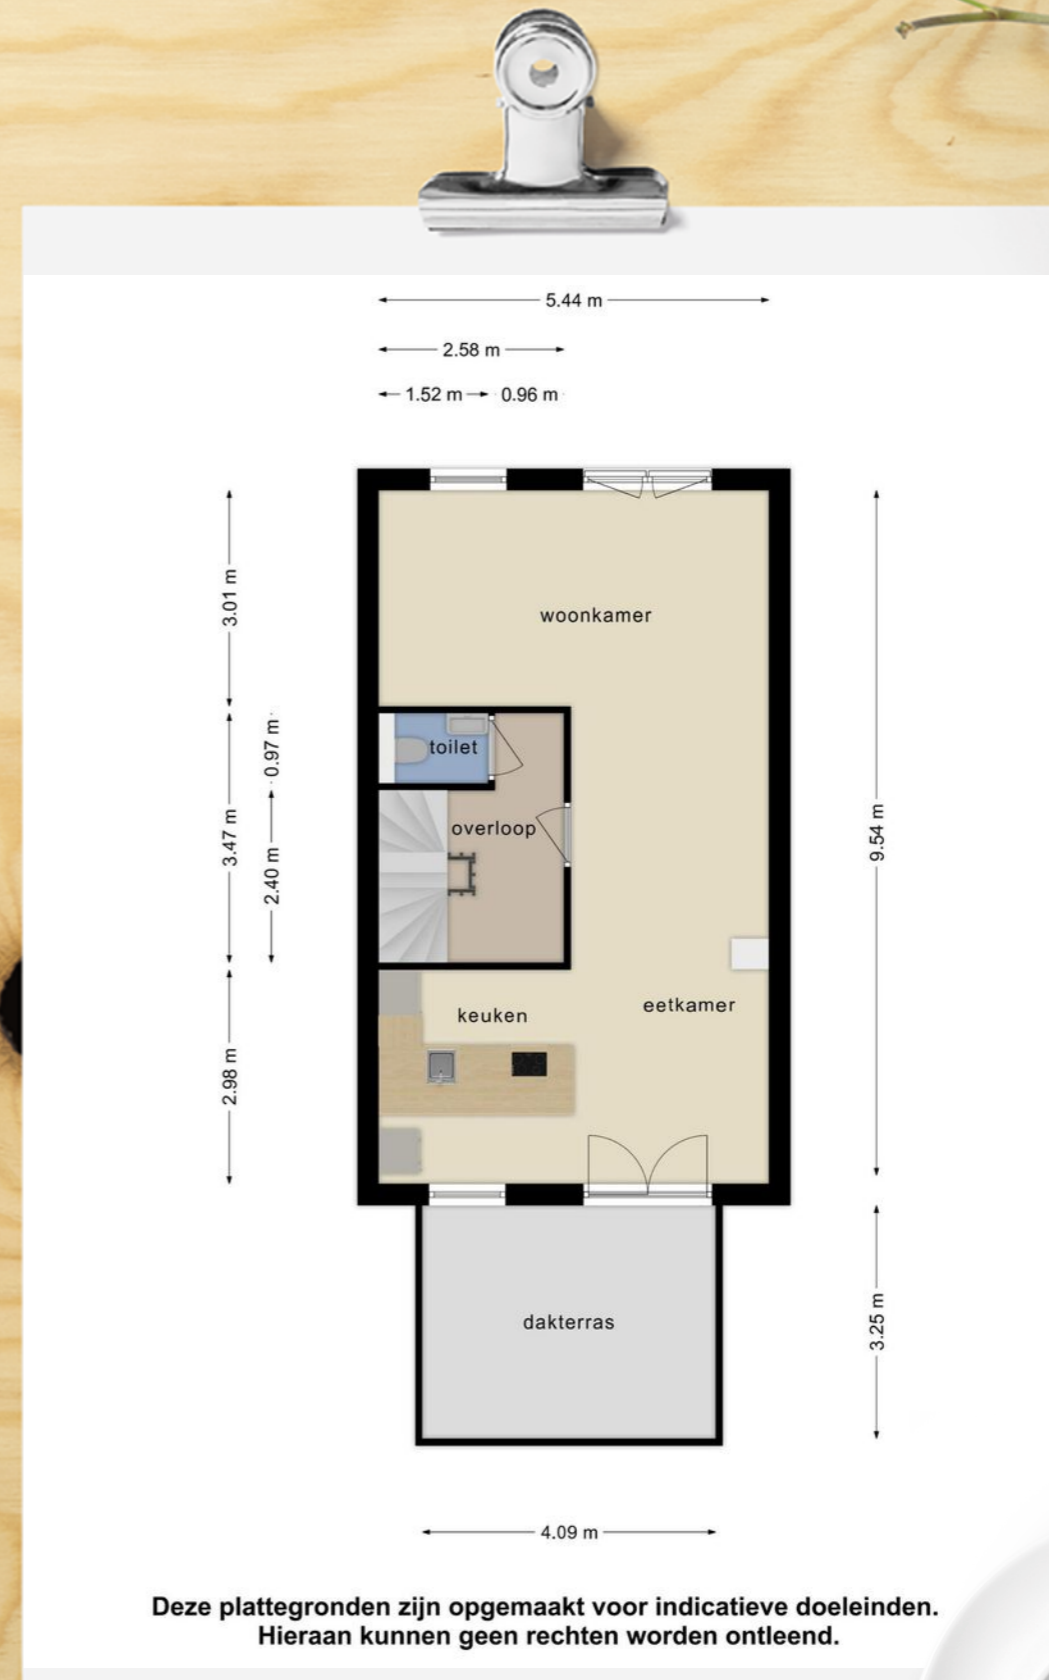 5.44 m
2.58 m
1.52 m
0.96 m
3.01 m
woonkamer
toilet
0.97 m
overloop
3.47 m
2.40 m
9.54 m
keuken
eetkamer
2.98 m
dakterras
3.25 m
4.09 m
Deze plattegronden zijn opgemaakt voor indicatieve doeleinden.
Hieraan kunnen geen rechten worden ontleend.